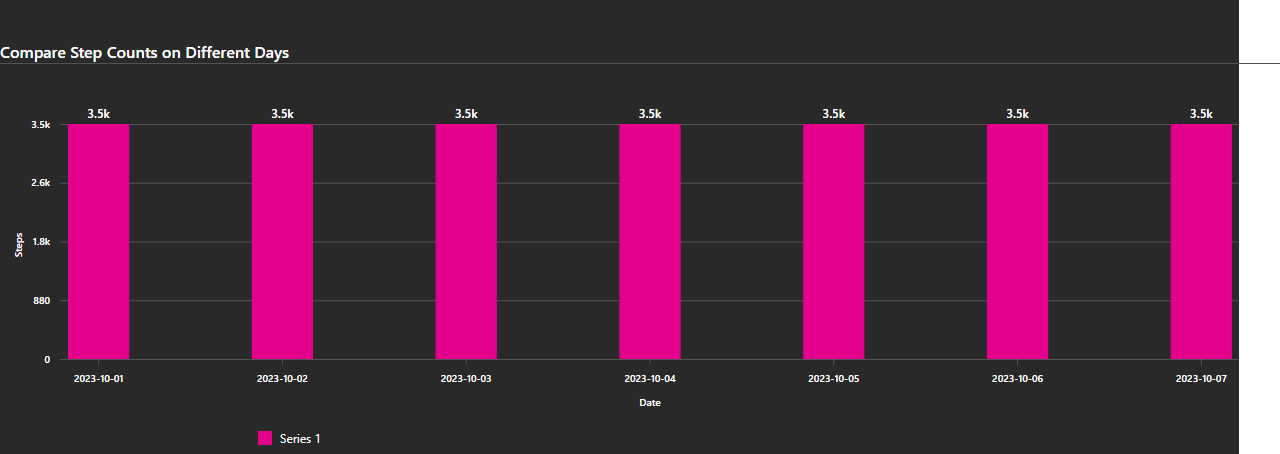 Compare Step Counts on Different Days
3.5k 3.5k 3.5k 3.5k 3.5k 3.5k 3.5k
3.5k
2.6k
1.8k
880
0
Steps
2023-10-01 2023-10-02 2023-10-03 2023-10-04 2023-10-05 2023-10-06 2023-10-07
Date
Series 1